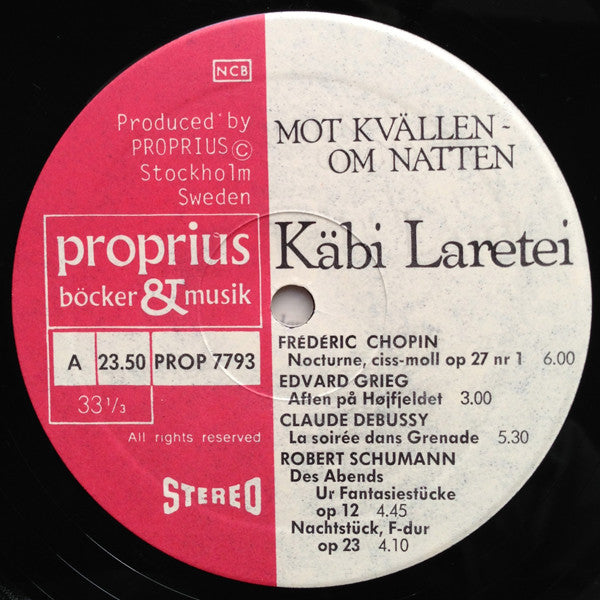 NCB
Produced by
PROPRIUS ©
Stockholm
Sweden
proprius
böcker & musik
A 23.50 PROP 7793
33 1/3
All rights reserved
STEREO
MOT KVÄLLEN -
OM NATTEN
Käbi Laretei
FRÉDÉRIC CHOPIN
Nocturne, ciss-moll op 27 nr 1 6.00
EDVARD GRIEG
Aften på Højfjeldet 3.00
CLAUDE DEBUSSY
La soirée dans Grenade 5.30
ROBERT SCHUMANN
Des Abends
Ur Fantasiestücke
op 12 4.45
Nachtstück, F-dur
op 23 4.10